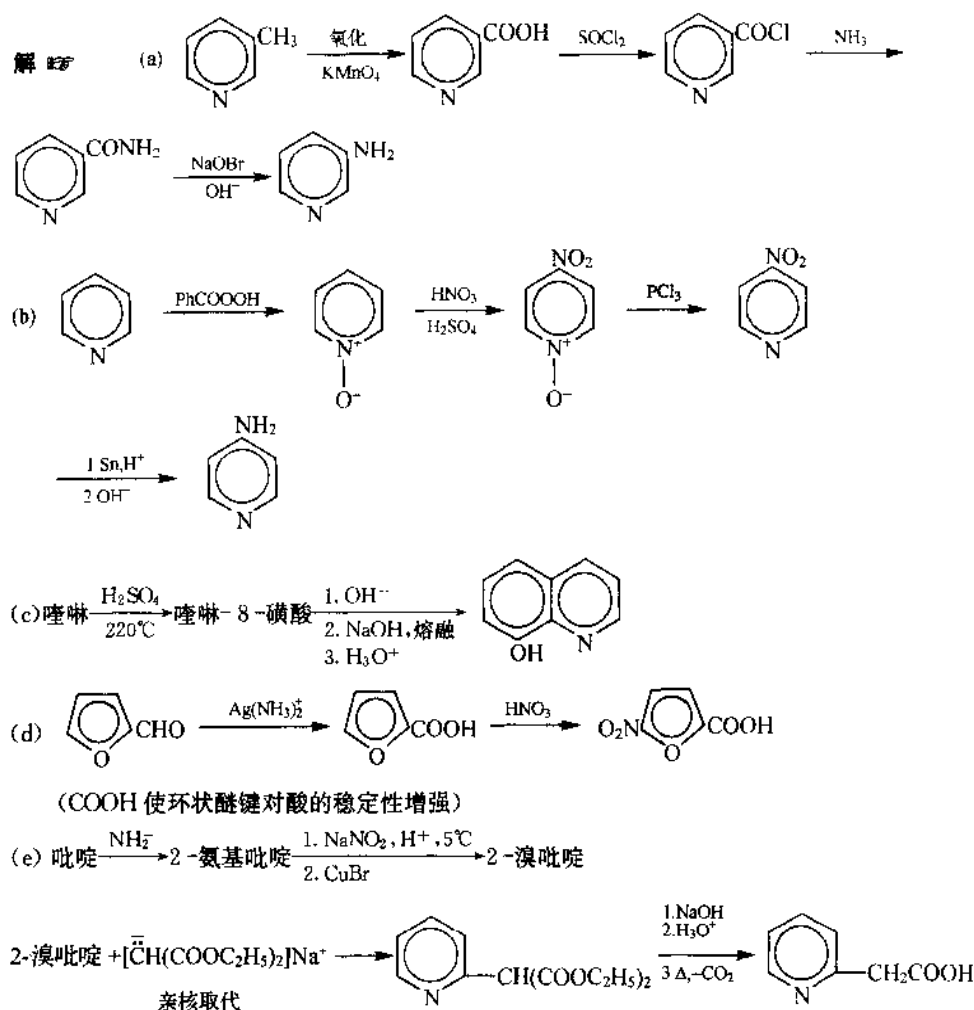 解 (a) CH₃ 氧化 KMnO₄ COOH SOCl₂ COCl NH₃
N N N
CONH₂ NaOBr OH⁻ NH₂
N N
(b) PhCOOOH HNO₃ H₂SO₄ NO₂ PCl₃ NO₂
N N⁺ N⁺ N
O⁻ O⁻
1 Sn,H⁺ 2 OH⁻ NH₂
N
(c) 喹啉 H₂SO₄ 220℃ 喹啉-8-磺酸 1. OH⁻ 2. NaOH,熔融 3. H₃O⁺ OH N
(d) O CHO Ag(NH₃)₂⁺ O COOH HNO₃ O₂N O COOH
(COOH 使环状醚键对酸的稳定性增强)
(e) 吡啶 NH₂⁻ 2-氨基吡啶 1. NaNO₂, H⁺, 5℃ 2. CuBr 2-溴吡啶
2-溴吡啶 +[C̄̈H(COOC₂H₅)₂]Na⁺ N CH(COOC₂H₅)₂ 1.NaOH 2.H₃O⁺ 3 Δ,-CO₂ N CH₂COOH
亲核取代